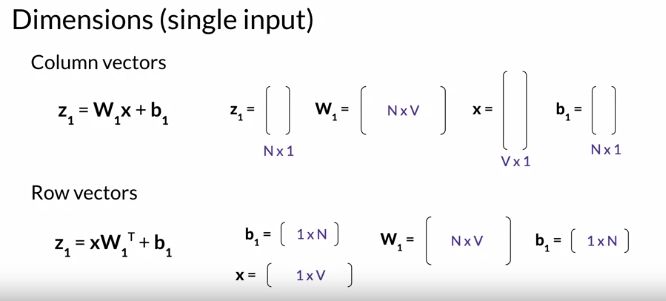 Dimensions (single input)
Column vectors
z₁ = W₁x + b₁ z₁ = [ ] W₁ = [ N x V ] x = [ ] b₁ = [ ]
N x 1 V x 1 N x 1
Row vectors
z₁ = xW₁ᵀ + b₁ b₁ = [ 1 x N ] W₁ = [ N x V ] b₁ = [ 1 x N ]
x = [ 1 x V ]